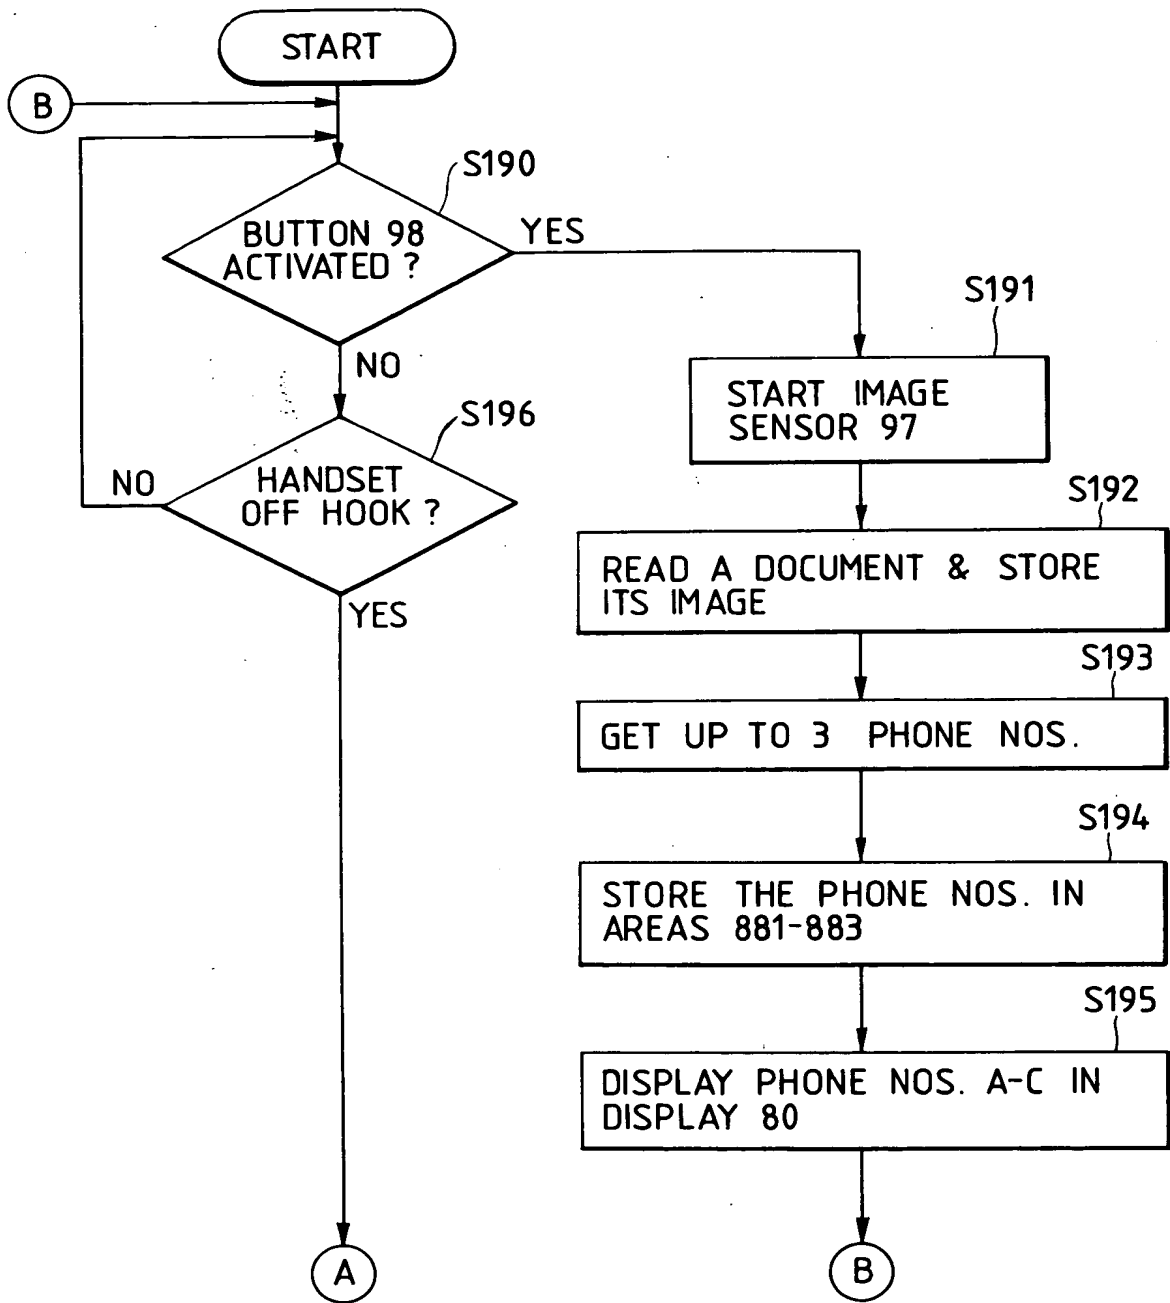 START
B
S190
BUTTON 98
ACTIVATED ?
YES
NO
S191
START IMAGE
SENSOR 97
S196
HANDSET
OFF HOOK ?
NO
YES
S192
READ A DOCUMENT & STORE
ITS IMAGE
S193
GET UP TO 3 PHONE NOS.
S194
STORE THE PHONE NOS. IN
AREAS 881-883
S195
DISPLAY PHONE NOS. A-C IN
DISPLAY 80
A
B